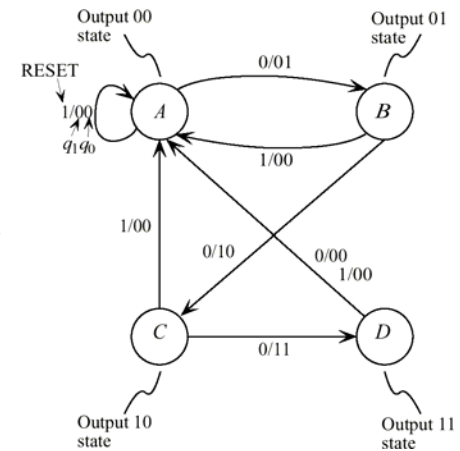 Output 00
state
Output 01
state
RESET
0/01
1/00
A
B
q1q0
1/00
1/00
0/10
0/00
1/00
C
D
0/11
Output 10
state
Output 11
state